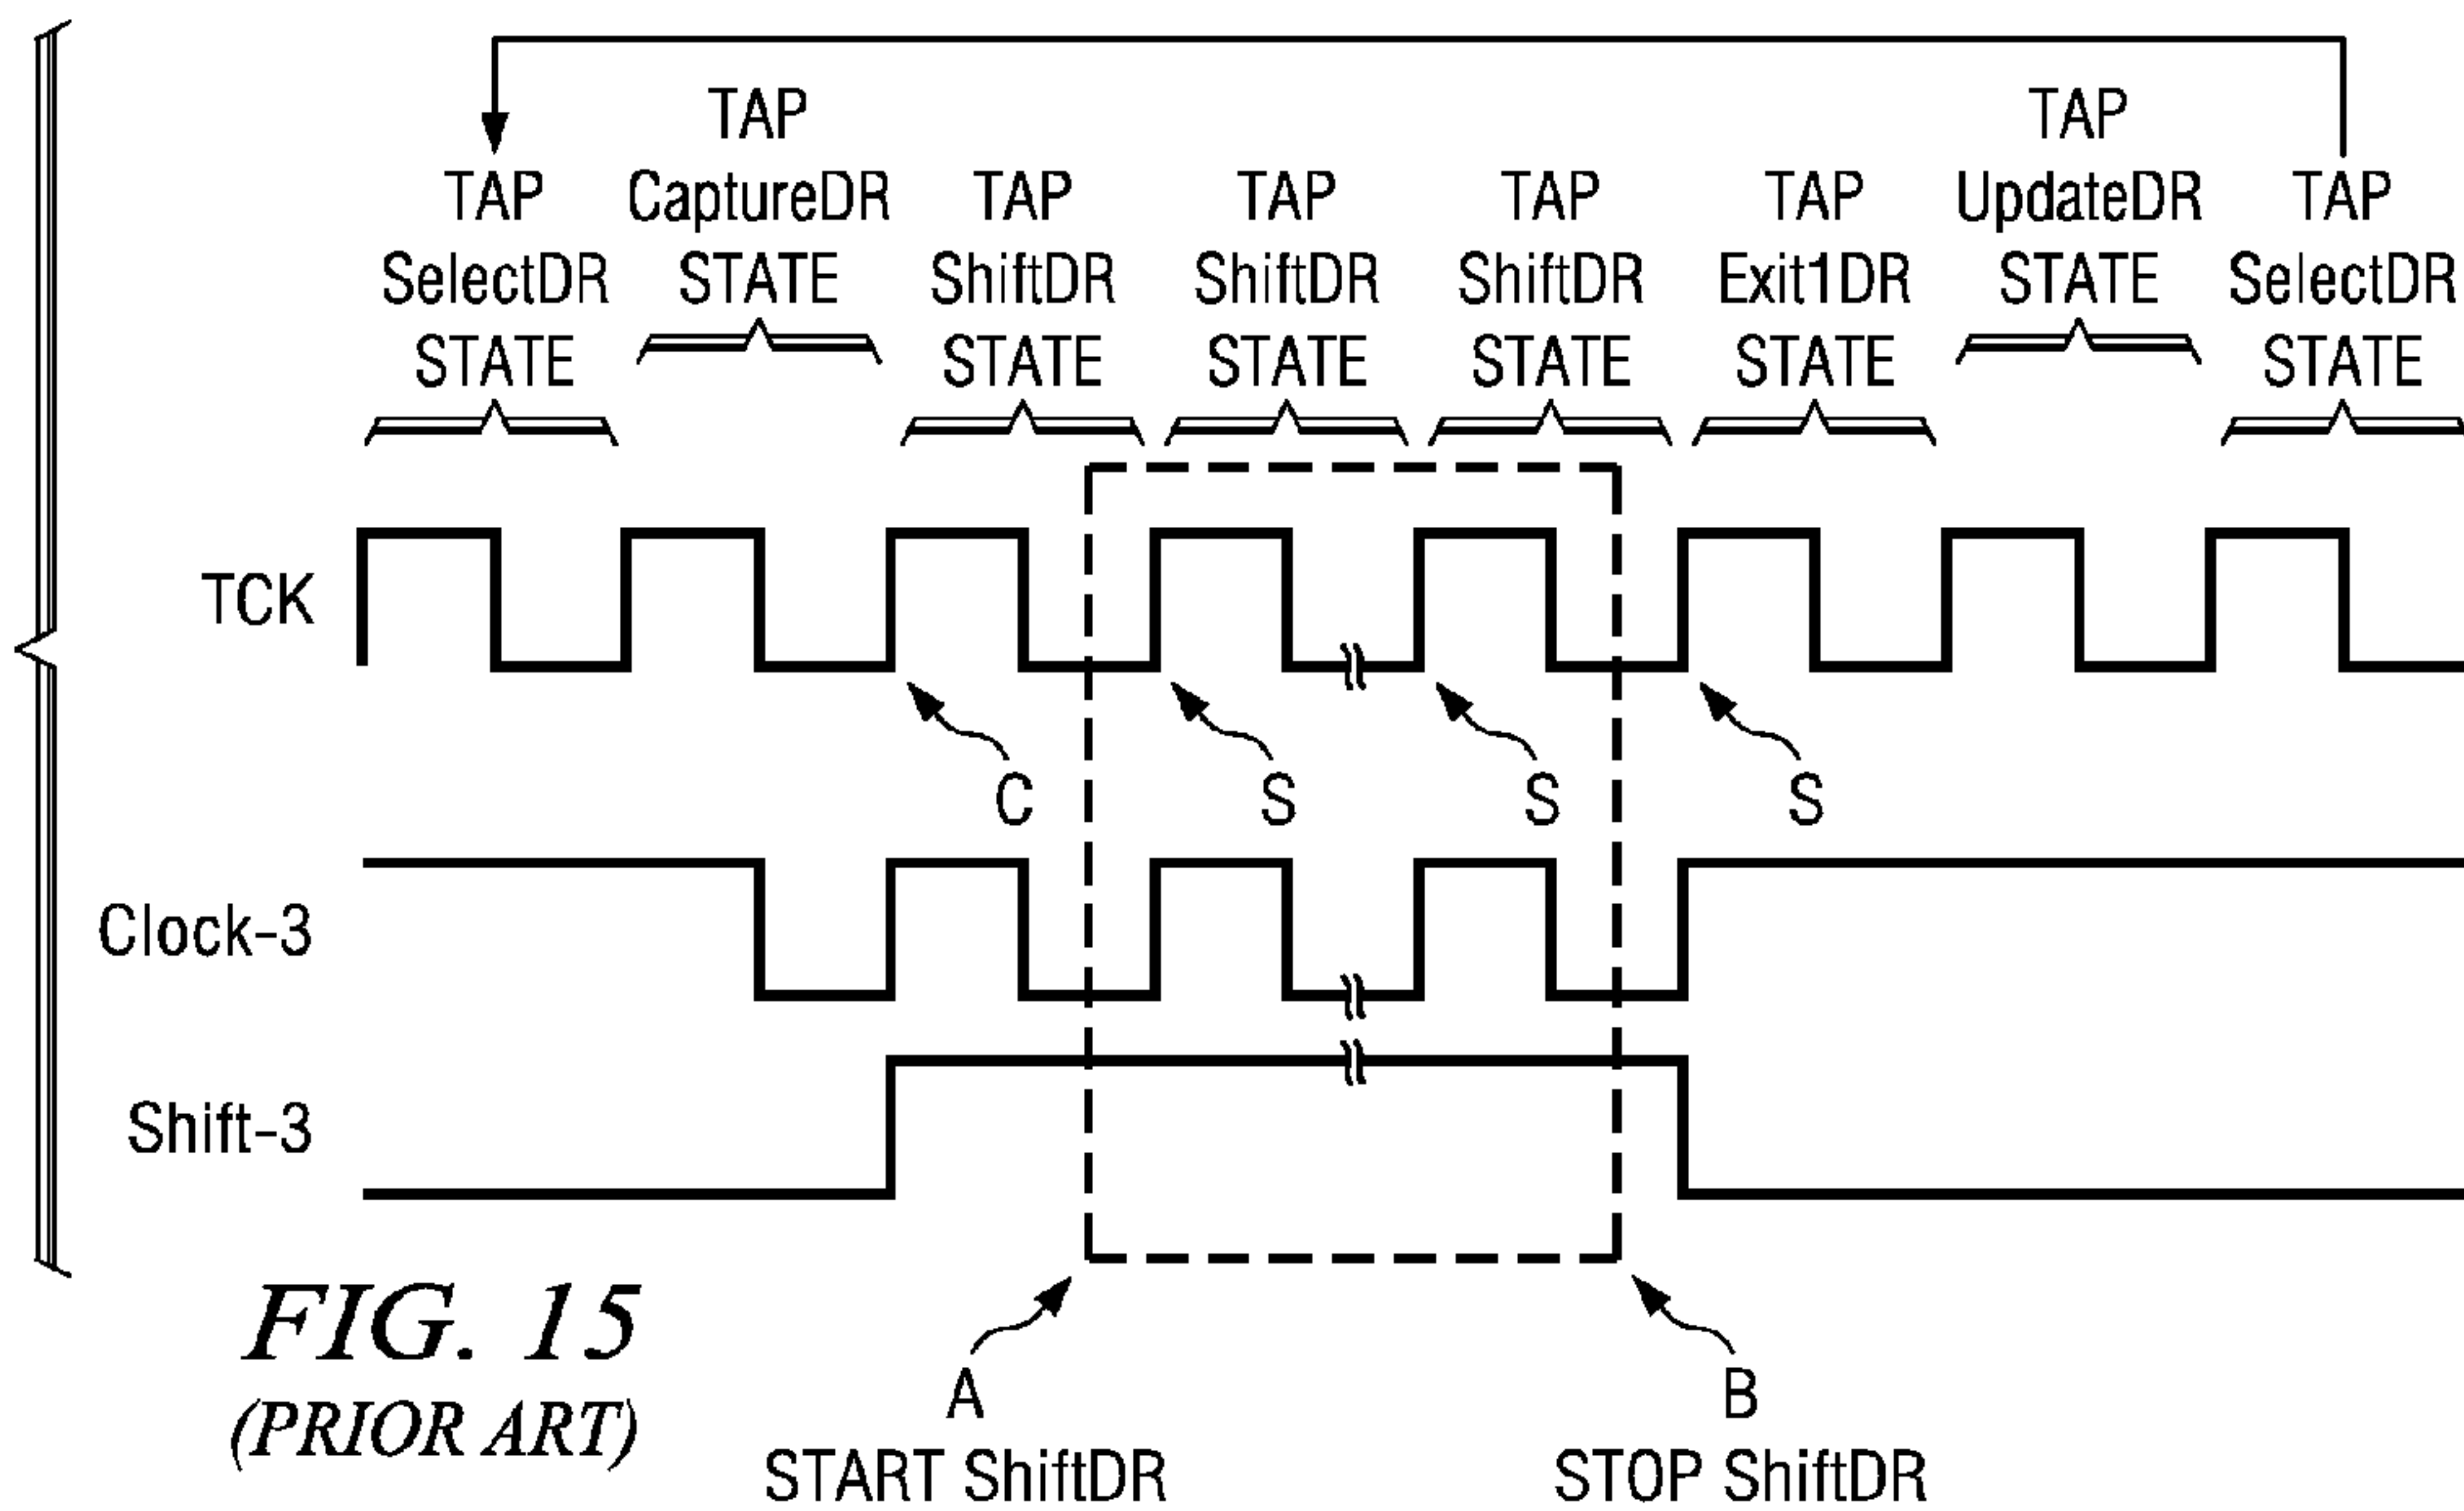 TAP
SelectDR
STATE
TAP
CaptureDR
STATE
TAP
ShiftDR
STATE
TAP
ShiftDR
STATE
TAP
ShiftDR
STATE
TAP
Exit1DR
STATE
TAP
UpdateDR
STATE
TAP
SelectDR
STATE
TCK
C
S
S
S
Clock-3
Shift-3
A
START ShiftDR
B
STOP ShiftDR
FIG. 15
(PRIOR ART)